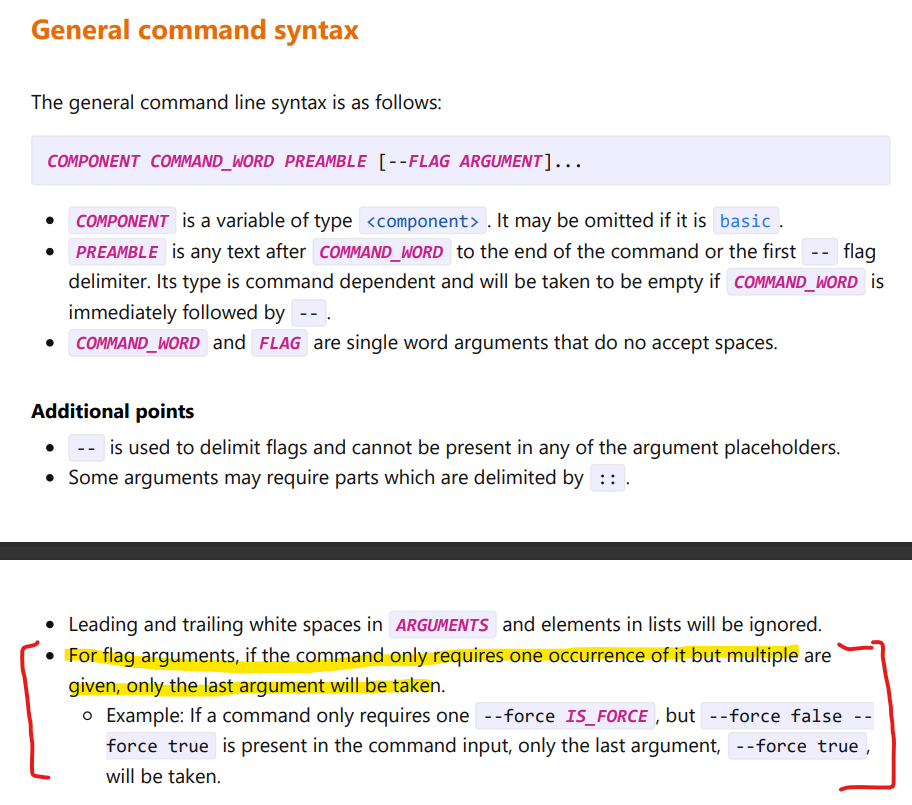 General command syntax
The general command line syntax is as follows:
COMPONENT COMMAND_WORD PREAMBLE [--FLAG ARGUMENT]...
COMPONENT is a variable of type <component>. It may be omitted if it is basic.
PREAMBLE is any text after COMMAND_WORD to the end of the command or the first -- flag
delimiter. Its type is command dependent and will be taken to be empty if COMMAND_WORD is
immediately followed by --.
COMMAND_WORD and FLAG are single word arguments that do no accept spaces.
Additional points
-- is used to delimit flags and cannot be present in any of the argument placeholders.
Some arguments may require parts which are delimited by ::.
Leading and trailing white spaces in ARGUMENTS and elements in lists will be ignored.
For flag arguments, if the command only requires one occurrence of it but multiple are
given, only the last argument will be taken.
Example: If a command only requires one --force IS_FORCE, but --force false --
force true is present in the command input, only the last argument, --force true,
will be taken.